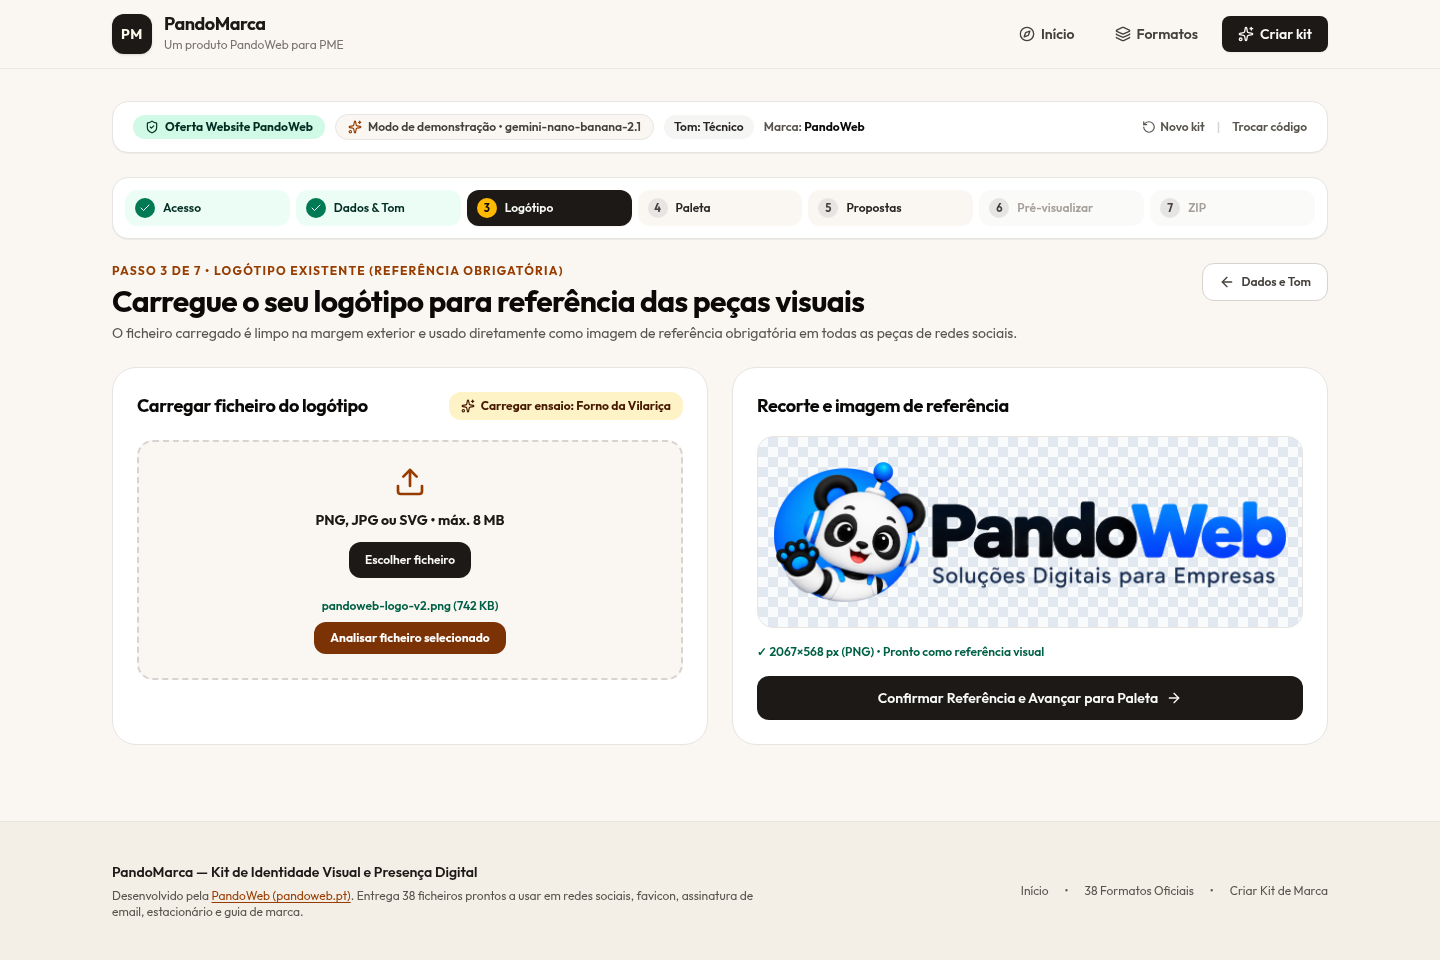 PM
PandoMarca
Um produto PandoWeb para PME
Início
Formatos
Criar kit
Oferta Website PandoWeb
Modo de demonstração • gemini-nano-banana-2.1
Tom: Técnico
Marca: PandoWeb
Novo kit
|
Trocar código
Acesso
Dados & Tom
3 Logótipo
4 Paleta
5 Propostas
6 Pré-visualizar
7 ZIP
PASSO 3 DE 7 • LOGÓTIPO EXISTENTE (REFERÊNCIA OBRIGATÓRIA)
Carregue o seu logótipo para referência das peças visuais
O ficheiro carregado é limpo na margem exterior e usado diretamente como imagem de referência obrigatória em todas as peças de redes sociais.
Dados e Tom
Carregar ficheiro do logótipo
Carregar ensaio: Forno da Vilariça
PNG, JPG ou SVG • máx. 8 MB
Escolher ficheiro
pandoweb-logo-v2.png (742 KB)
Analisar ficheiro selecionado
Recorte e imagem de referência
PandoWeb
Soluções Digitais para Empresas
✓ 2067×568 px (PNG) • Pronto como referência visual
Confirmar Referência e Avançar para Paleta
PandoMarca — Kit de Identidade Visual e Presença Digital
Desenvolvido pela PandoWeb (pandoweb.pt). Entrega 38 ficheiros prontos a usar em redes sociais, favicon, assinatura de
email, estacionário e guia de marca.
Início • 38 Formatos Oficiais • Criar Kit de Marca